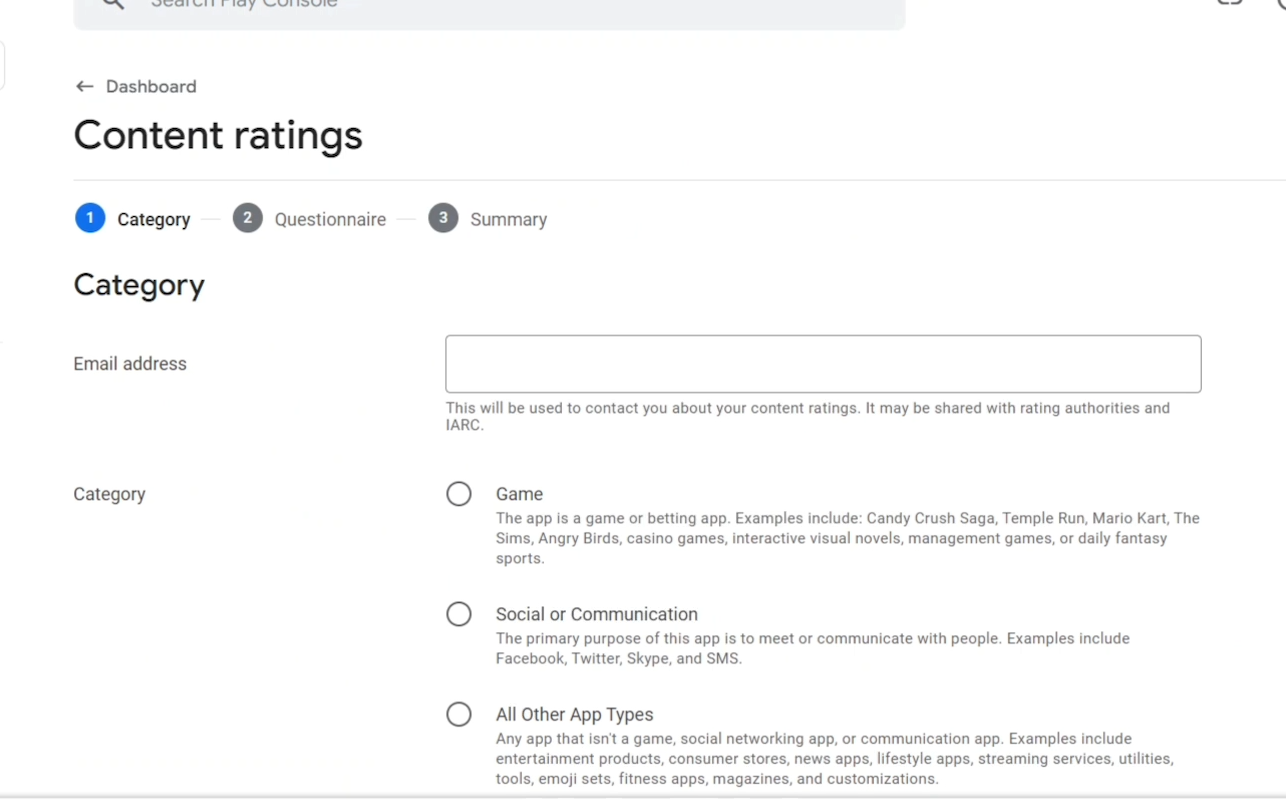 Search Play Console
Dashboard
Content ratings
1 Category 2 Questionnaire 3 Summary
Category
Email address
This will be used to contact you about your content ratings. It may be shared with rating authorities and
IARC.
Category
Game
The app is a game or betting app. Examples include: Candy Crush Saga, Temple Run, Mario Kart, The
Sims, Angry Birds, casino games, interactive visual novels, management games, or daily fantasy
sports.
Social or Communication
The primary purpose of this app is to meet or communicate with people. Examples include
Facebook, Twitter, Skype, and SMS.
All Other App Types
Any app that isn't a game, social networking app, or communication app. Examples include
entertainment products, consumer stores, news apps, lifestyle apps, streaming services, utilities,
tools, emoji sets, fitness apps, magazines, and customizations.